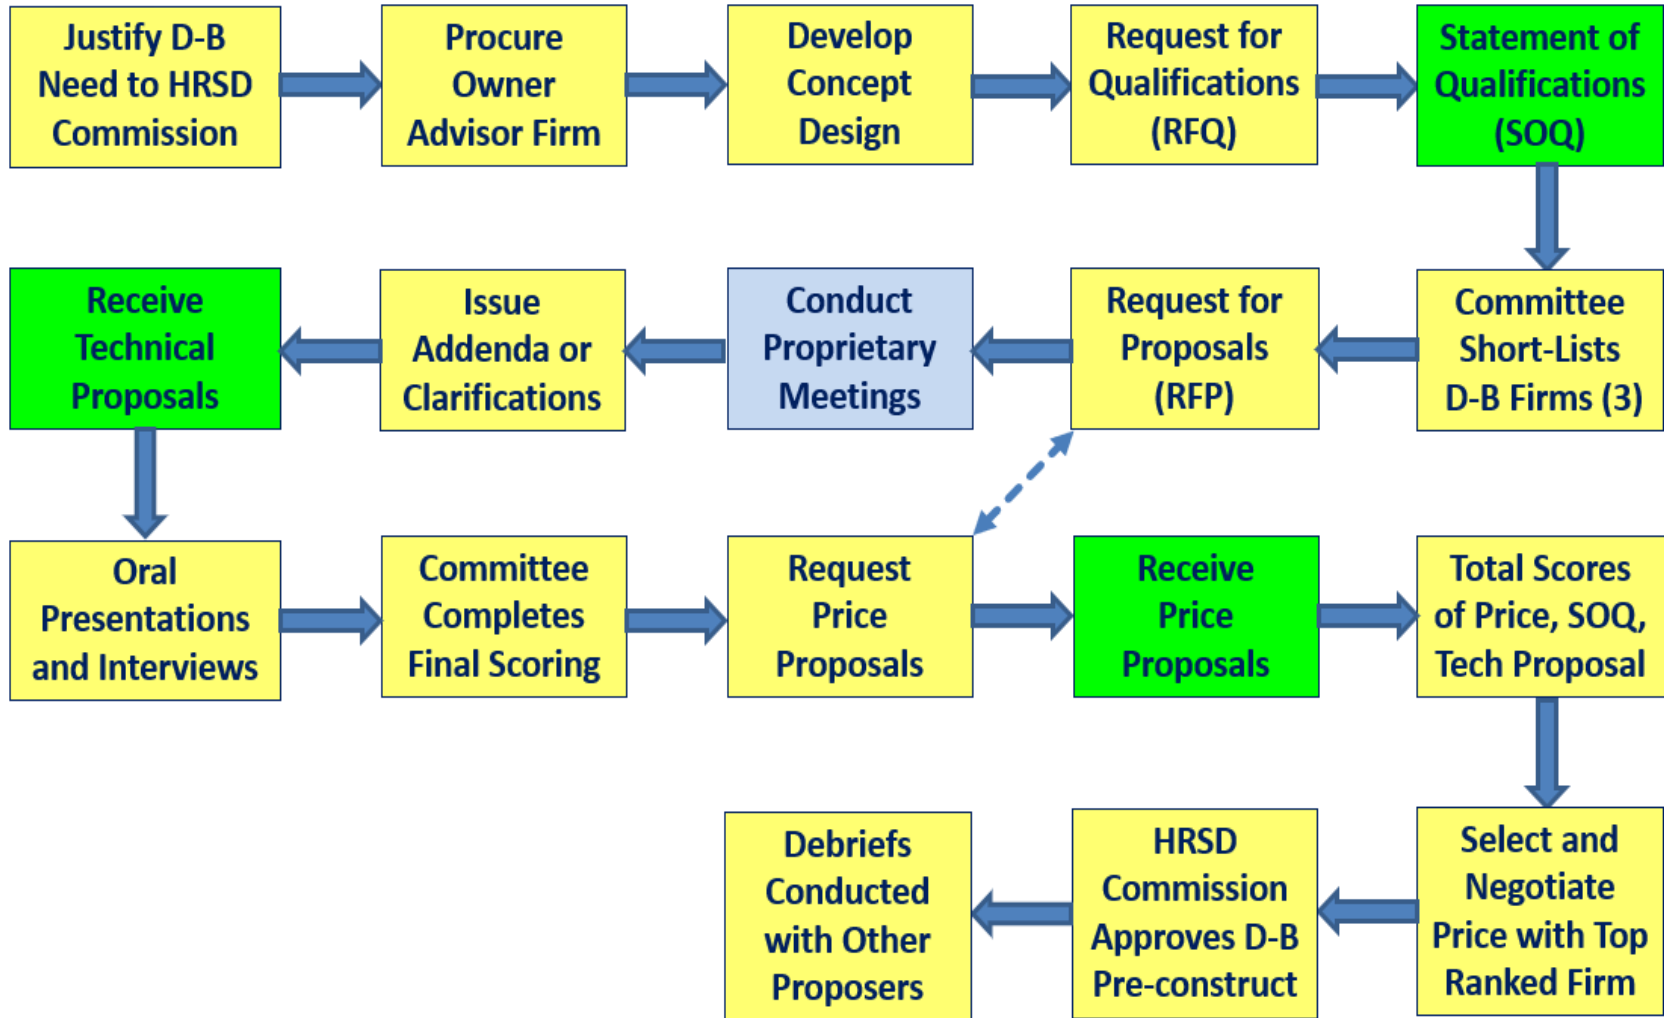 Justify D-B
Need to HRSD
Commission
Procure
Owner
Advisor Firm
Develop
Concept
Design
Request for
Qualifications
(RFQ)
Statement of
Qualifications
(SOQ)
Receive
Technical
Proposals
Issue
Addenda or
Clarifications
Conduct
Proprietary
Meetings
Request for
Proposals
(RFP)
Committee
Short-Lists
D-B Firms (3)
Oral
Presentations
and Interviews
Committee
Completes
Final Scoring
Request
Price
Proposals
Receive
Price
Proposals
Total Scores
of Price, SOQ,
Tech Proposal
Debriefs
Conducted
with Other
Proposers
HRSD
Commission
Approves D-B
Pre-construct
Select and
Negotiate
Price with Top
Ranked Firm